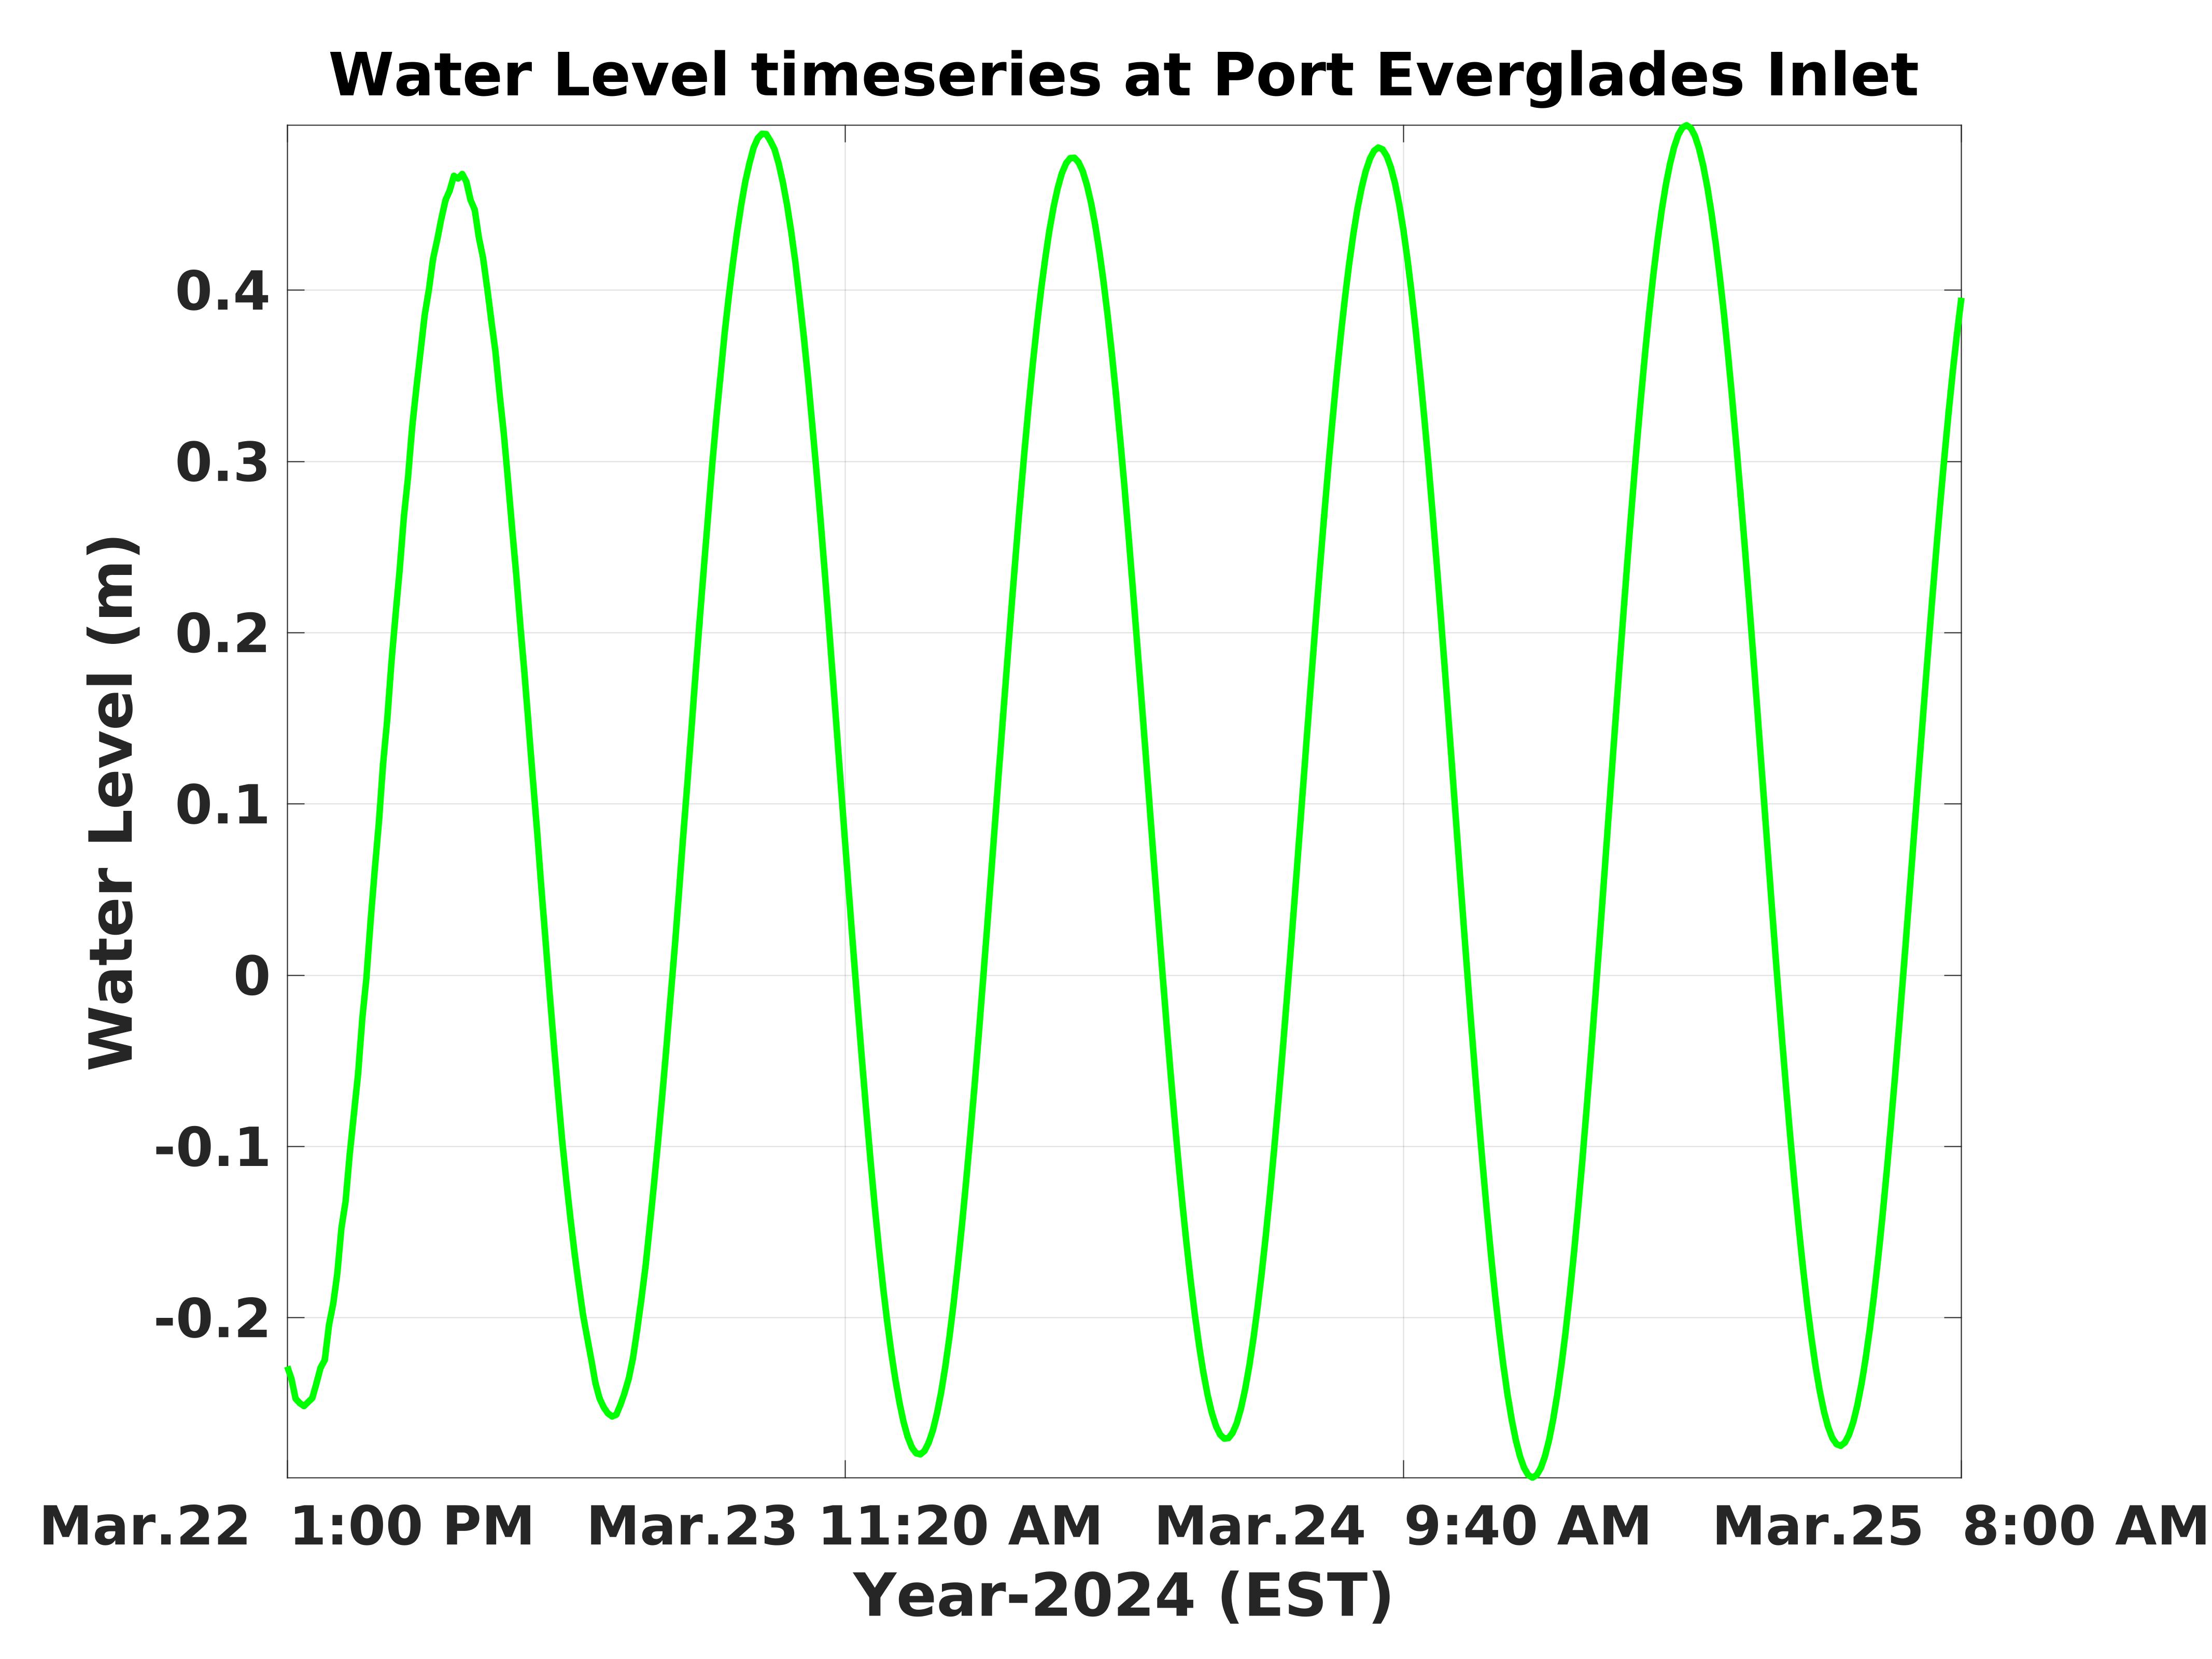 Water Level timeseries at Port Everglades Inlet
0.4
0.3
0.2
0.1
0
-0.1
-0.2
Water Level (m)
Mar.22 1:00 PM Mar.23 11:20 AM Mar.24 9:40 AM Mar.25 8:00 AM
Year-2024 (EST)